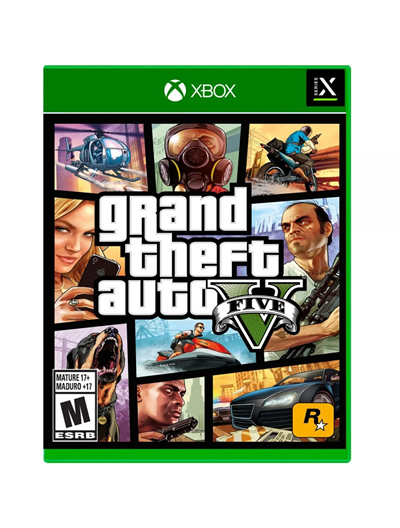 XBOX
SERIES X
grand
theft
auto
V
FIVE
MATURE 17+
MADURO +17
M
ESRB
R★